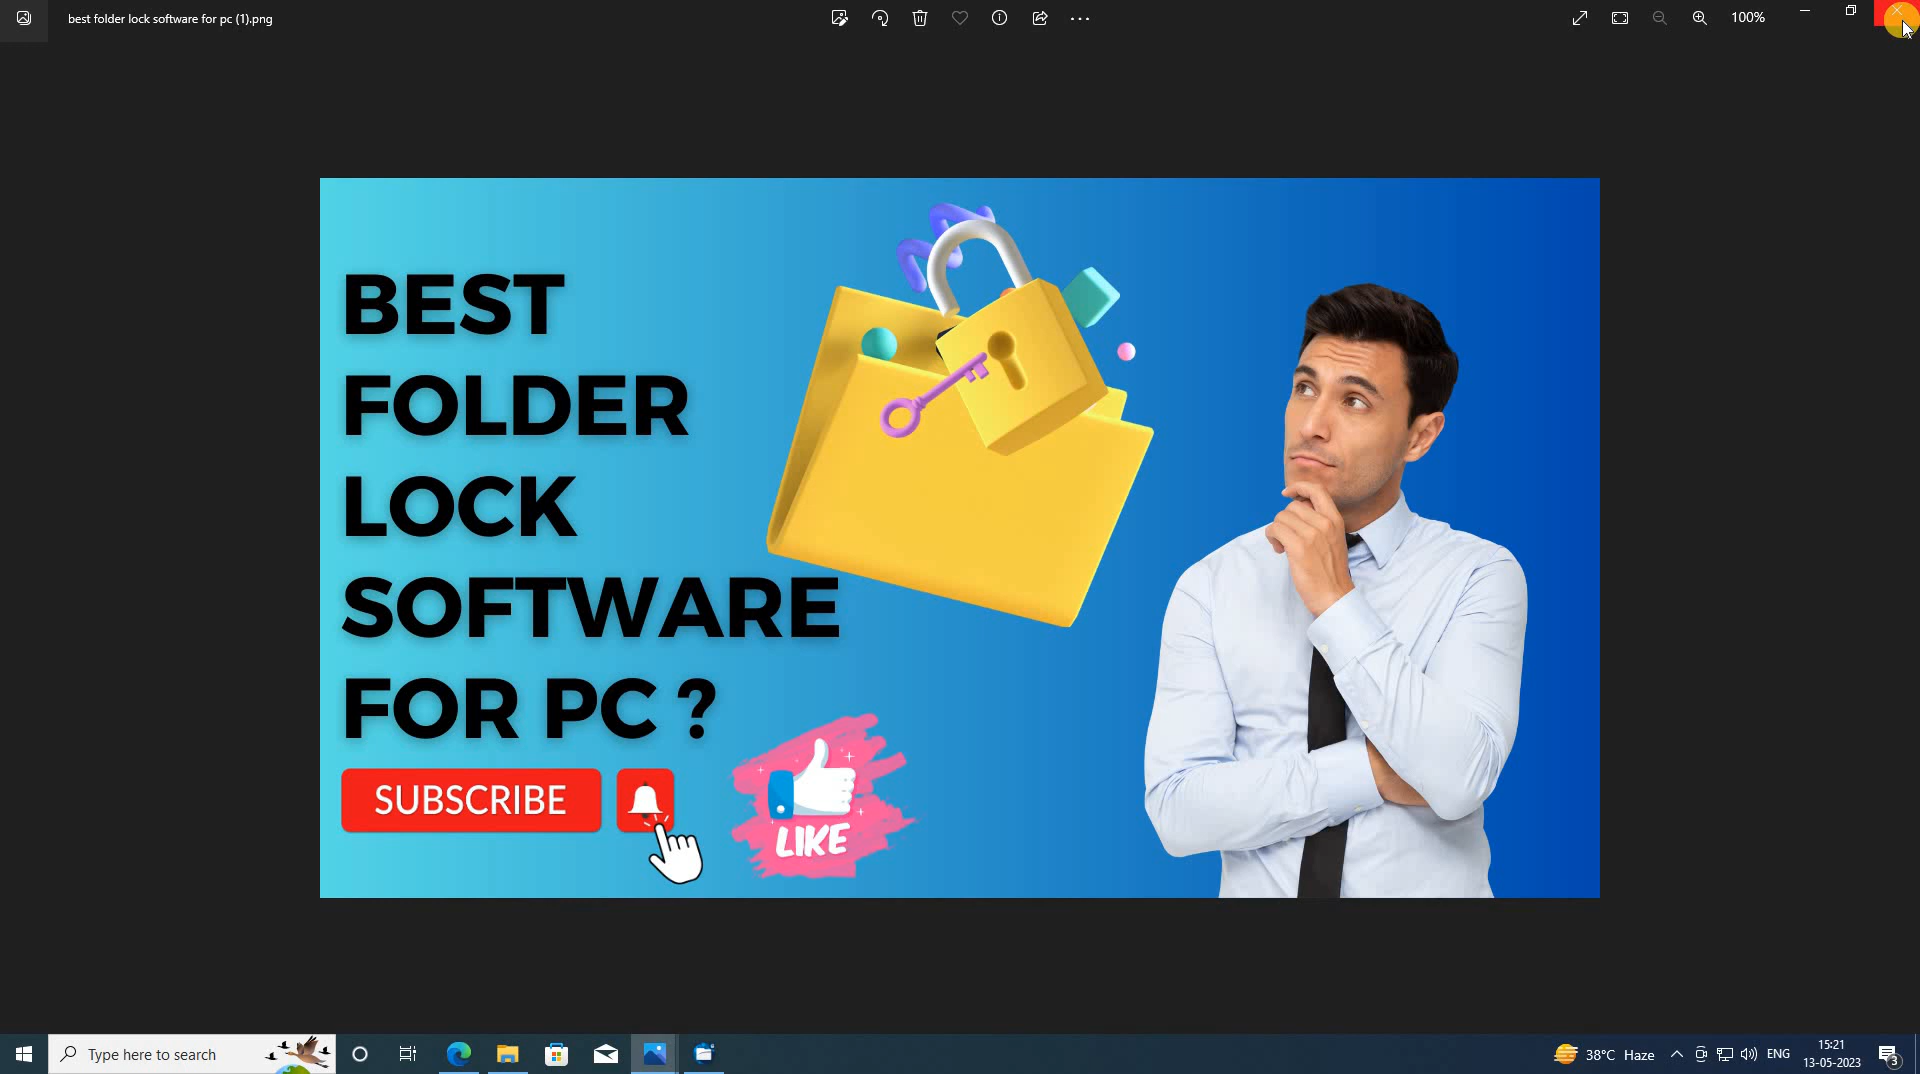 best folder lock software for pc (1).png
100%
BEST
FOLDER
LOCK
SOFTWARE
FOR PC ?
SUBSCRIBE
LIKE
Type here to search
38°C Haze
ENG
15:21
13-05-2023
3